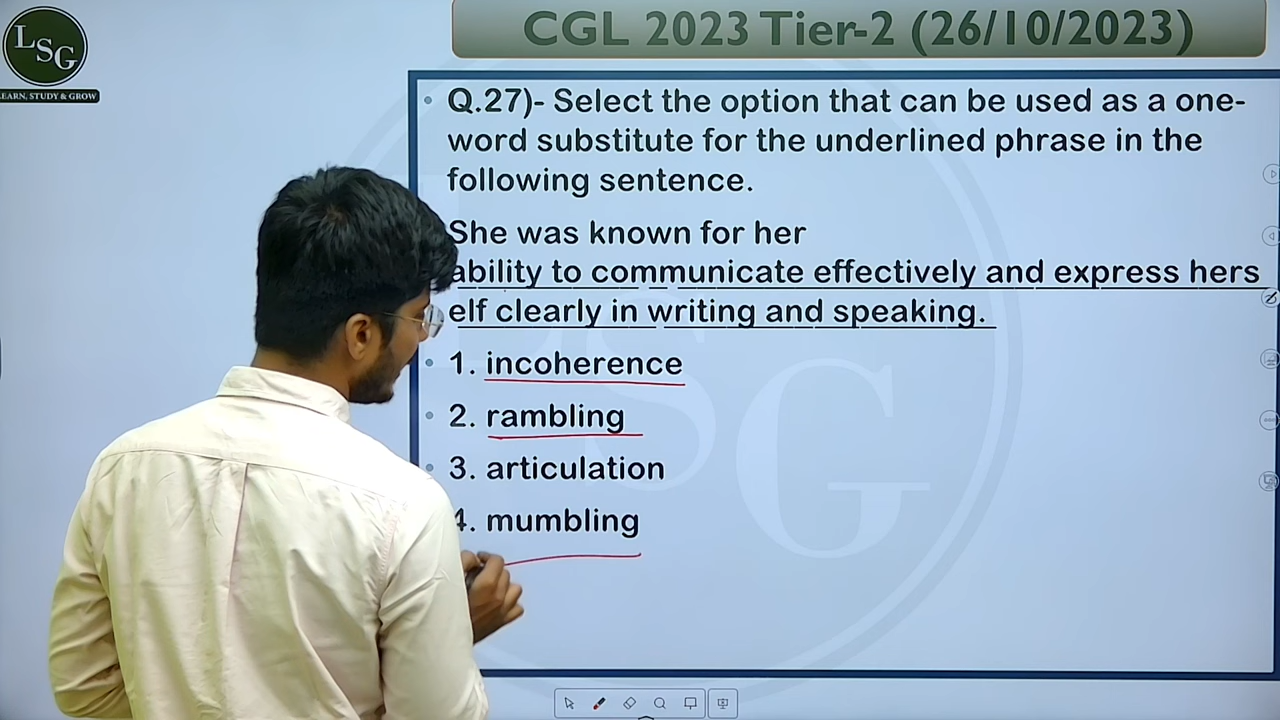 LSG
LEARN, STUDY & GROW
CGL 2023 Tier-2 (26/10/2023)
• Q.27)- Select the option that can be used as a one-
word substitute for the underlined phrase in the
following sentence.
She was known for her
ability to communicate effectively and express hers
elf clearly in writing and speaking.
• 1. incoherence
• 2. rambling
• 3. articulation
4. mumbling